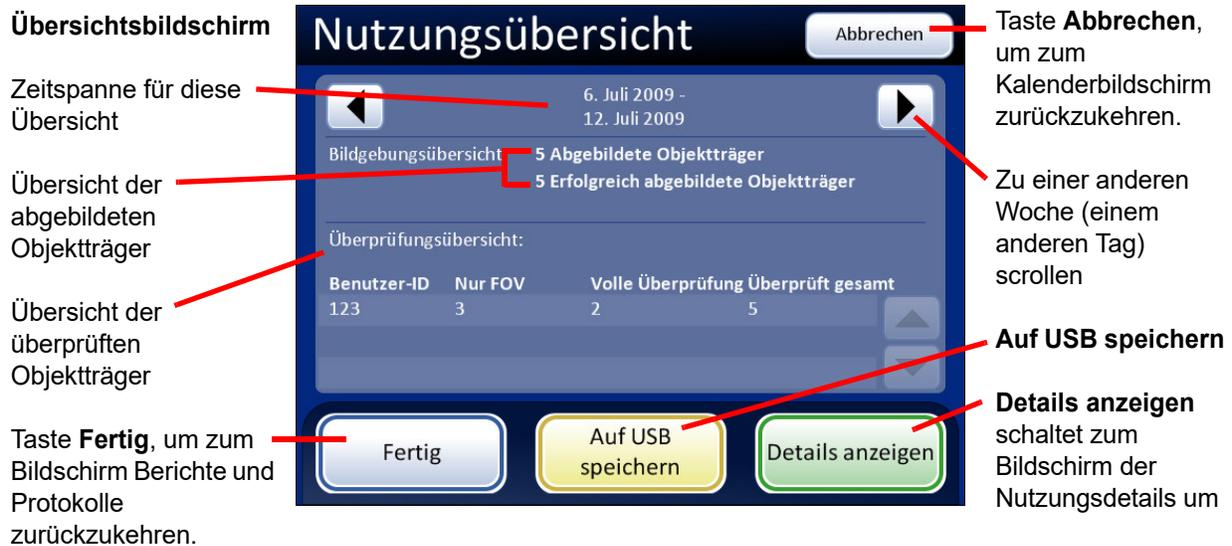 Übersichtsbildschirm
Zeitspanne für diese
Übersicht
Übersicht der
abgebildeten
Objektträger
Übersicht der
überprüften
Objektträger
Taste Fertig, um zum
Bildschirm Berichte und
Protokolle
zurückzukehren.
Nutzungsübersicht
Abbrechen
6. Juli 2009 -
12. Juli 2009
Bildgebungsübersicht
5 Abgebildete Objektträger
5 Erfolgreich abgebildete Objektträger
Überprüfungsübersicht:
Benutzer-ID Nur FOV Volle Überprüfung Überprüft gesamt
123 3 2 5
Fertig
Auf USB
speichern
Details anzeigen
Taste Abbrechen,
um zum
Kalenderbildschirm
zurückzukehren.
Zu einer anderen
Woche (einem
anderen Tag)
scrollen
Auf USB speichern
Details anzeigen
schaltet zum
Bildschirm der
Nutzungsdetails um